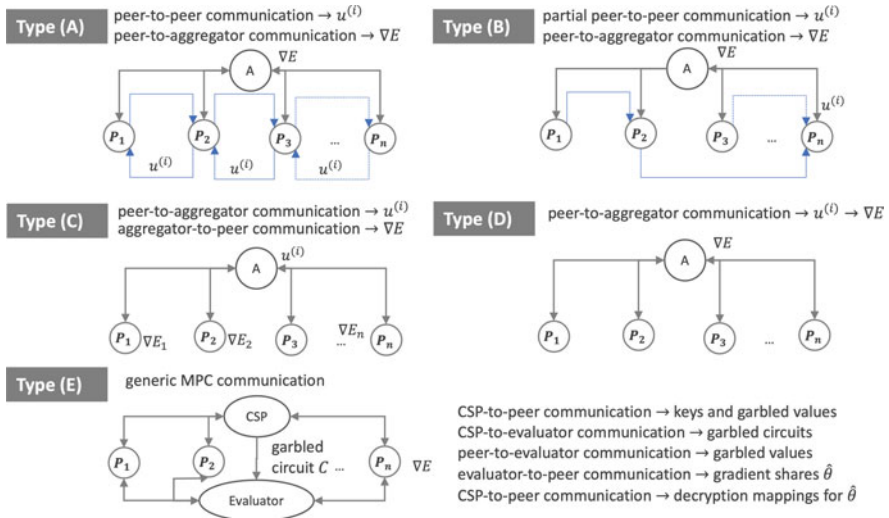 Type (A)
peer-to-peer communication → u⁽ⁱ⁾
peer-to-aggregator communication → ∇E
∇E
A
P₁
P₂
P₃
...
Pₙ
u⁽ⁱ⁾
u⁽ⁱ⁾
u⁽ⁱ⁾
Type (B)
partial peer-to-peer communication → u⁽ⁱ⁾
peer-to-aggregator communication → ∇E
∇E
A
u⁽ⁱ⁾
P₁
P₂
P₃
...
Pₙ
Type (C)
peer-to-aggregator communication → u⁽ⁱ⁾
aggregator-to-peer communication → ∇E
u⁽ⁱ⁾
A
P₁ ∇E₁
P₂ ∇E₂
P₃
∇Eₙ
...
Pₙ
Type (D)
peer-to-aggregator communication → u⁽ⁱ⁾ → ∇E
∇E
A
P₁
P₂
P₃
...
Pₙ
Type (E)
generic MPC communication
CSP
P₁
P₂
garbled
circuit C ...
Pₙ
∇E
Evaluator
CSP-to-peer communication → keys and garbled values
CSP-to-evaluator communication → garbled circuits
peer-to-evaluator communication → garbled values
evaluator-to-peer communication → gradient shares θ̂
CSP-to-peer communication → decryption mappings for θ̂